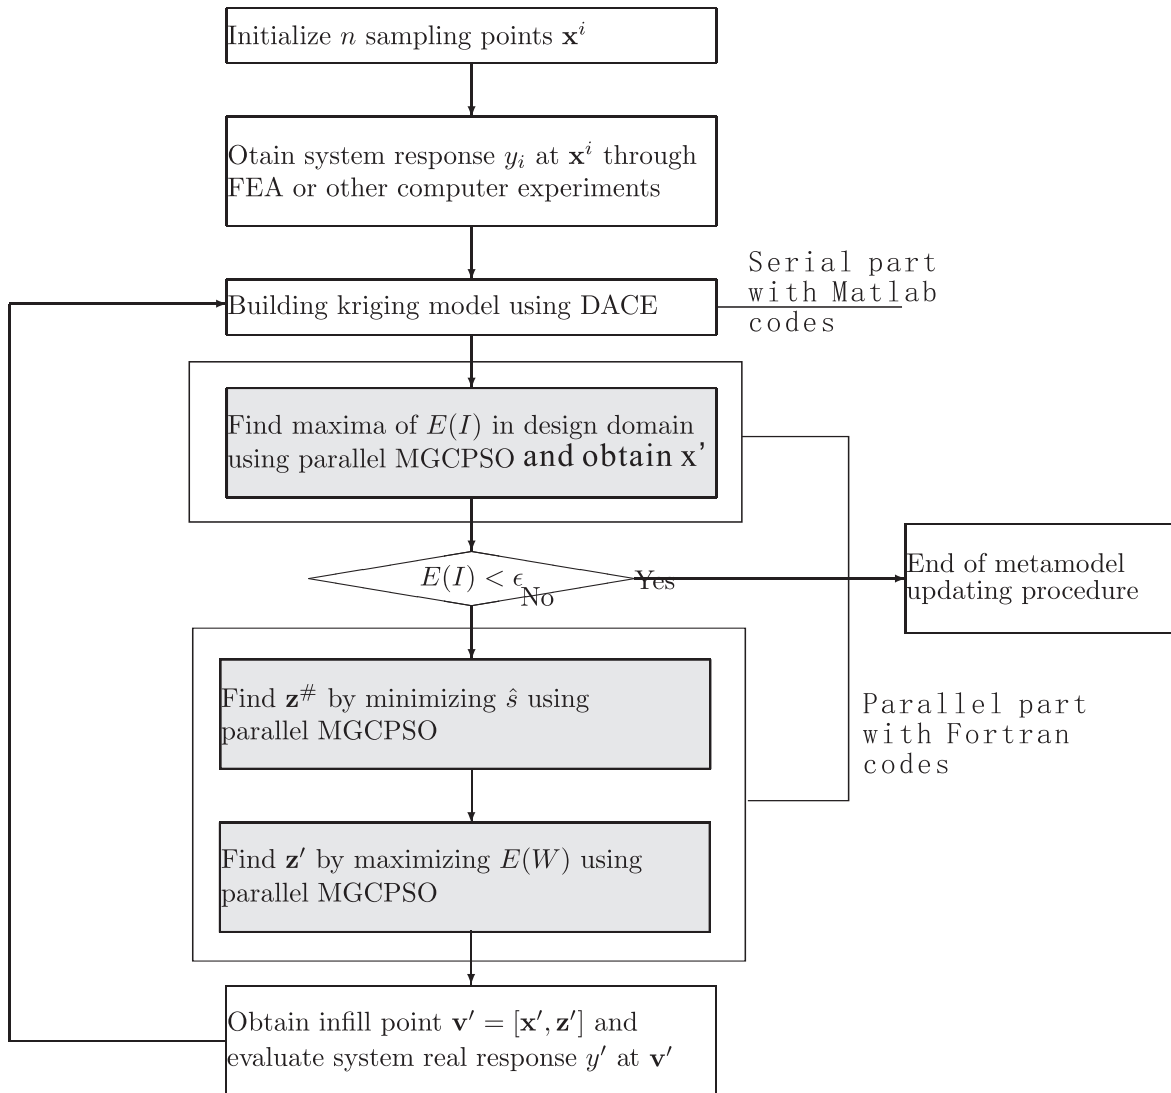 Initialize n sampling points xⁱ
Otain system response yᵢ at xⁱ through
FEA or other computer experiments
Serial part
with Matlab
codes
Building kriging model using DACE
Find maxima of E(I) in design domain
using parallel MGCPSO and obtain x’
E(I) < ϵ
No
Yes
End of metamodel
updating procedure
Find z^# by minimizing ŝ using
parallel MGCPSO
Parallel part
with Fortran
codes
Find z′ by maximizing E(W) using
parallel MGCPSO
Obtain infill point v′ = [x′, z′] and
evaluate system real response y′ at v′